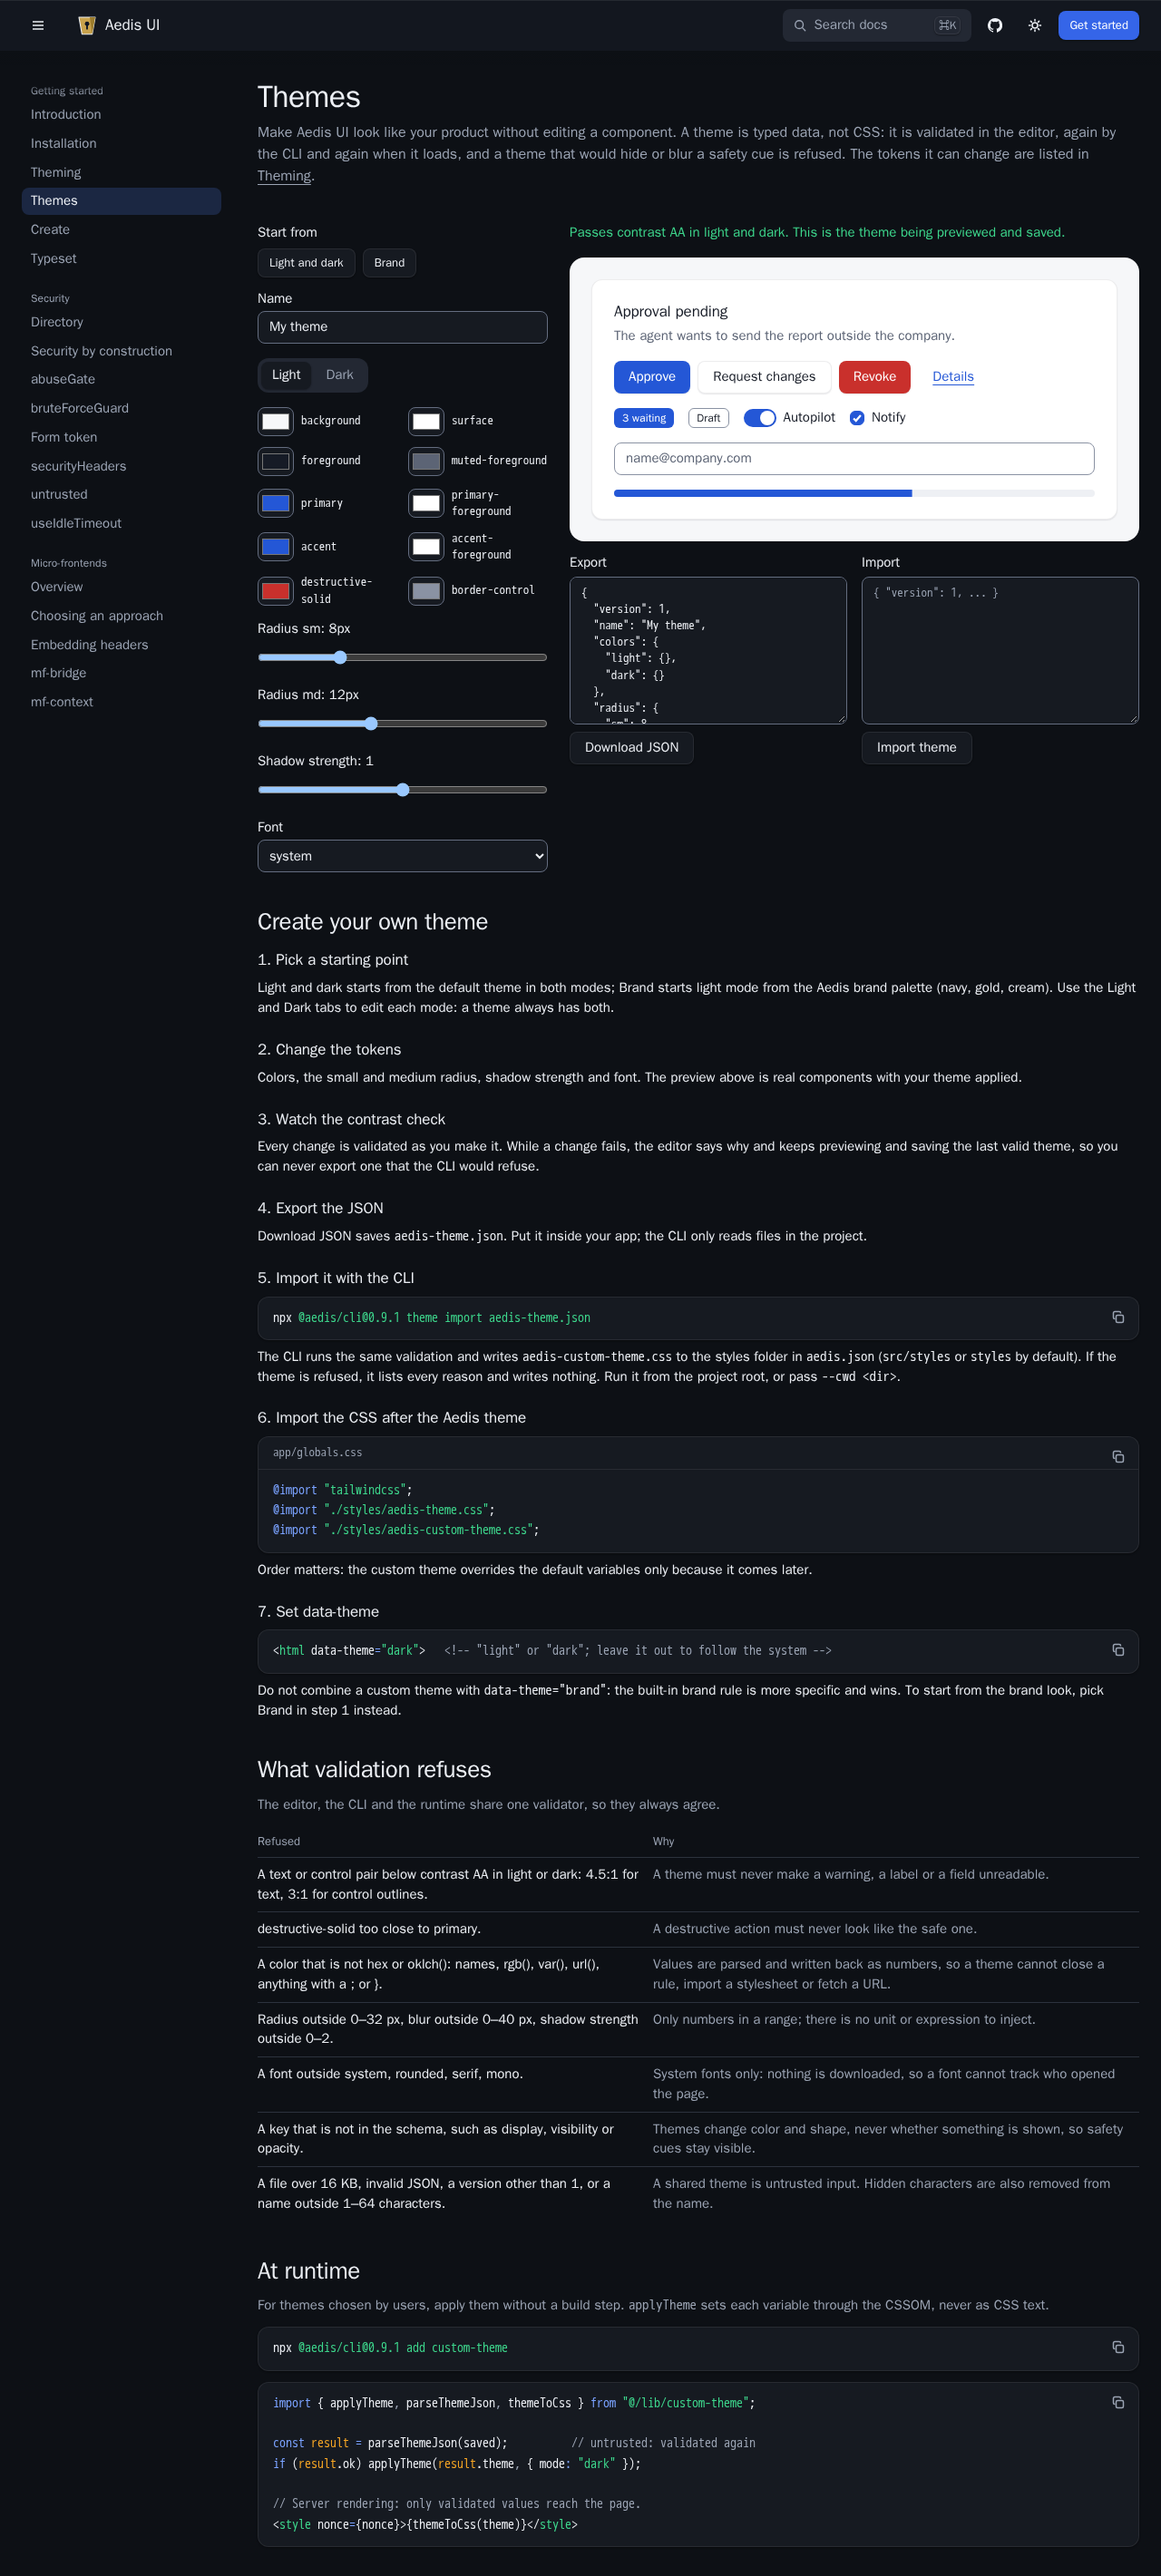 Aedis UI
Search docs
⌘K
Get started
Getting started
Introduction
Installation
Theming
Themes
Create
Typeset
Security
Directory
Security by construction
abuseGate
bruteForceGuard
Form token
securityHeaders
untrusted
useIdleTimeout
Micro-frontends
Overview
Choosing an approach
Embedding headers
mf-bridge
mf-context
Themes
Make Aedis UI look like your product without editing a component. A theme is typed data, not CSS: it is validated in the editor, again by
the CLI and again when it loads, and a theme that would hide or blur a safety cue is refused. The tokens it can change are listed in
Theming.
Start from
Light and dark
Brand
Name
My theme
Light
Dark
background
surface
foreground
muted-foreground
primary
primary-
foreground
accent
accent-
foreground
destructive-
solid
border-control
Radius sm: 8px
Radius md: 12px
Shadow strength: 1
Font
system
Passes contrast AA in light and dark. This is the theme being previewed and saved.
Approval pending
The agent wants to send the report outside the company.
Approve
Request changes
Revoke
Details
3 waiting
Draft
Autopilot
Notify
name@company.com
Export
{
"version": 1,
"name": "My theme",
"colors": {
"light": {},
"dark": {}
},
"radius": {
"sm": 8
Download JSON
Import
{ "version": 1, ... }
Import theme
Create your own theme
1. Pick a starting point
Light and dark starts from the default theme in both modes; Brand starts light mode from the Aedis brand palette (navy, gold, cream). Use the Light
and Dark tabs to edit each mode: a theme always has both.
2. Change the tokens
Colors, the small and medium radius, shadow strength and font. The preview above is real components with your theme applied.
3. Watch the contrast check
Every change is validated as you make it. While a change fails, the editor says why and keeps previewing and saving the last valid theme, so you
can never export one that the CLI would refuse.
4. Export the JSON
Download JSON saves aedis-theme.json. Put it inside your app; the CLI only reads files in the project.
5. Import it with the CLI
npx @aedis/cli@0.9.1 theme import aedis-theme.json
The CLI runs the same validation and writes aedis-custom-theme.css to the styles folder in aedis.json (src/styles or styles by default). If the
theme is refused, it lists every reason and writes nothing. Run it from the project root, or pass --cwd <dir>.
6. Import the CSS after the Aedis theme
app/globals.css
@import "tailwindcss";
@import "./styles/aedis-theme.css";
@import "./styles/aedis-custom-theme.css";
Order matters: the custom theme overrides the default variables only because it comes later.
7. Set data-theme
<html data-theme="dark"> <!-- "light" or "dark"; leave it out to follow the system -->
Do not combine a custom theme with data-theme="brand": the built-in brand rule is more specific and wins. To start from the brand look, pick
Brand in step 1 instead.
What validation refuses
The editor, the CLI and the runtime share one validator, so they always agree.
Refused
Why
A text or control pair below contrast AA in light or dark: 4.5:1 for
text, 3:1 for control outlines.
A theme must never make a warning, a label or a field unreadable.
destructive-solid too close to primary.
A destructive action must never look like the safe one.
A color that is not hex or oklch(): names, rgb(), var(), url(),
anything with a ; or }.
Values are parsed and written back as numbers, so a theme cannot close a
rule, import a stylesheet or fetch a URL.
Radius outside 0–32 px, blur outside 0–40 px, shadow strength
outside 0–2.
Only numbers in a range; there is no unit or expression to inject.
A font outside system, rounded, serif, mono.
System fonts only: nothing is downloaded, so a font cannot track who opened
the page.
A key that is not in the schema, such as display, visibility or
opacity.
Themes change color and shape, never whether something is shown, so safety
cues stay visible.
A file over 16 KB, invalid JSON, a version other than 1, or a
name outside 1–64 characters.
A shared theme is untrusted input. Hidden characters are also removed from
the name.
At runtime
For themes chosen by users, apply them without a build step. applyTheme sets each variable through the CSSOM, never as CSS text.
npx @aedis/cli@0.9.1 add custom-theme
import { applyTheme, parseThemeJson, themeToCss } from "@/lib/custom-theme";
const result = parseThemeJson(saved); // untrusted: validated again
if (result.ok) applyTheme(result.theme, { mode: "dark" });
// Server rendering: only validated values reach the page.
<style nonce={nonce}>{themeToCss(theme)}</style>